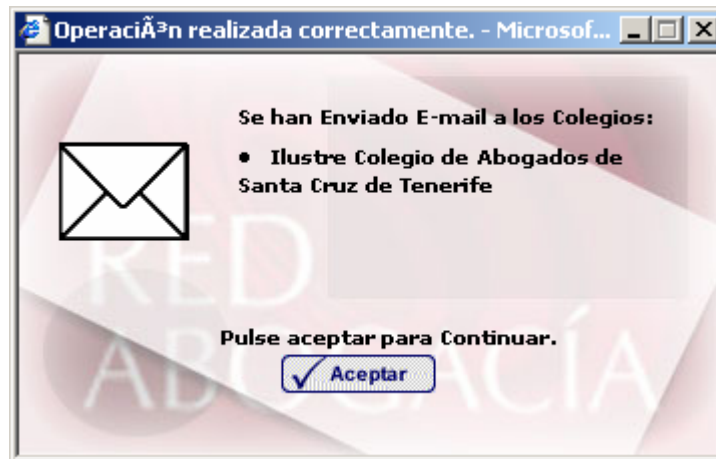 OperaciÃ³n realizada correctamente. - Microsof...
Se han Enviado E-mail a los Colegios:
• Ilustre Colegio de Abogados de
Santa Cruz de Tenerife
RED
ABOGACÍA
Pulse aceptar para Continuar.
Aceptar